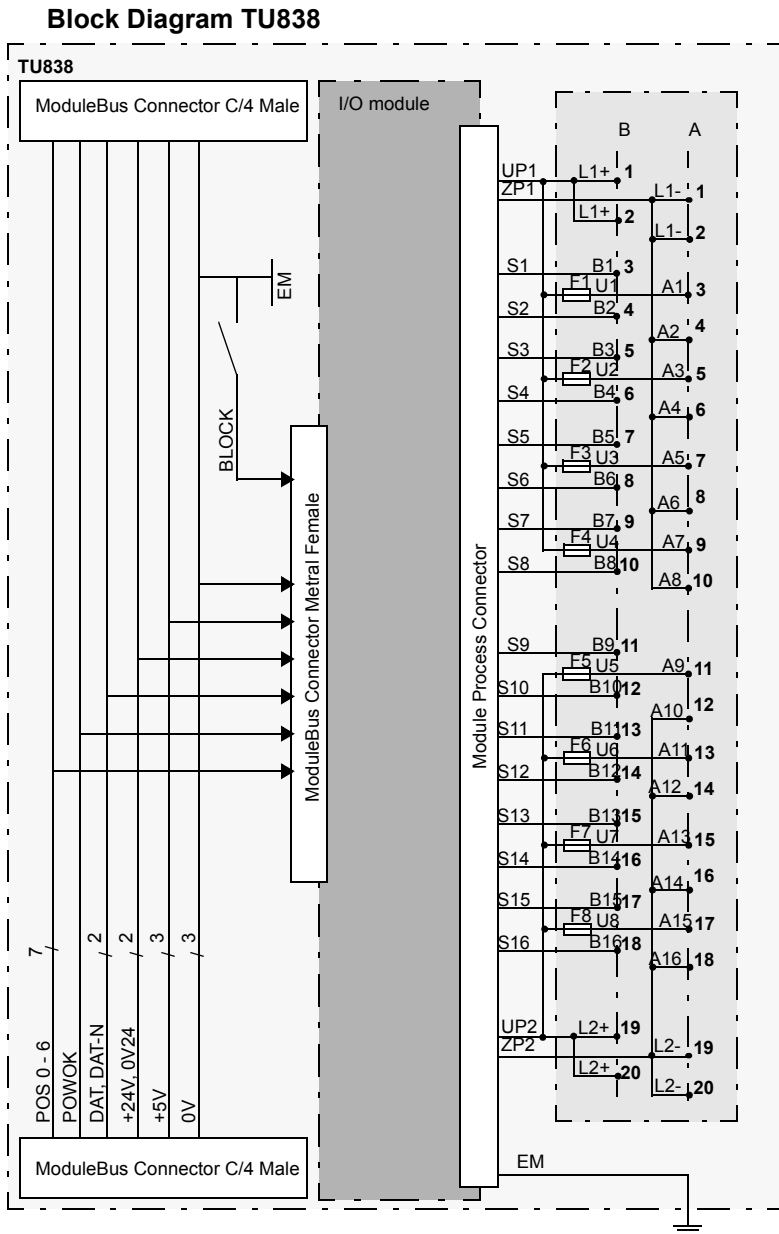 Block Diagram TU838
TU838
ModuleBus Connector C/4 Male
I/O module
B A
UP1 L1+ 1
ZP1 L1- 1
L1+ 2
L1- 2
S1 B1 3
F1 U1 A1 3
S2 B2 4
A2 4
S3 B3 5
F2 U2 A3 5
S4 B4 6
A4 6
S5 B5 7
F3 U3 A5 7
S6 B6 8
A6 8
S7 B7 9
F4 U4 A7 9
S8 B8 10
A8 10
EM
BLOCK
ModuleBus Connector Metral Female
Module Process Connector
S9 B9 11
F5 U5 A9 11
S10 B10 12
A10 12
S11 B11 13
F6 U6 A11 13
S12 B12 14
A12 14
S13 B13 15
F7 U7 A13 15
S14 B14 16
A14 16
S15 B15 17
F8 U8 A15 17
S16 B16 18
A16 18
UP2 L2+ 19
ZP2 L2- 19
L2+ 20
L2- 20
7 2 2 3 3
POS 0 - 6
POWOK
DAT, DAT-N
+24V, 0V24
+5V
0V
ModuleBus Connector C/4 Male
EM